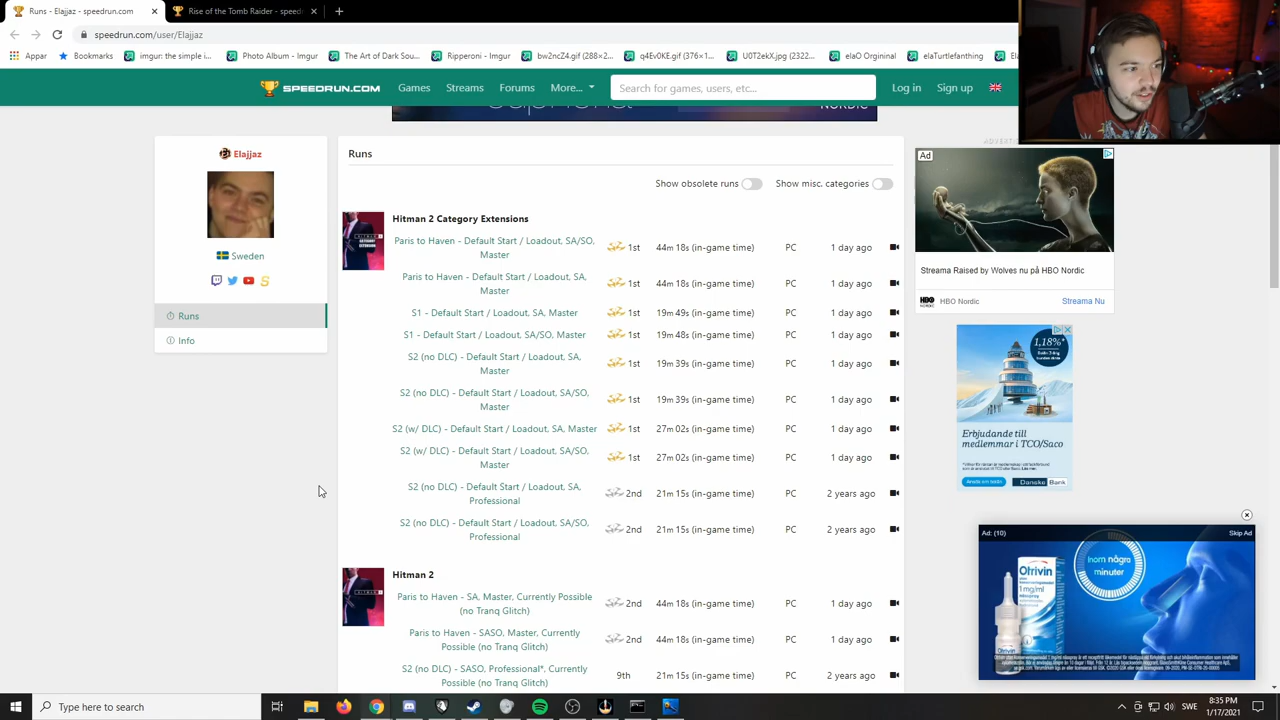 Runs - Elajjaz - speedrun.com
Rise of the Tomb Raider - speedr
speedrun.com/user/Elajjaz
Appar
Bookmarks
imgur: the simple i...
Photo Album - Imgur
The Art of Dark Sou...
Ripperoni - Imgur
bw2ncZ4.gif (288×2...
q4Ev0KE.gif (376×1...
U0T2ekX.jpg (2322...
elaO Orgininal
elaTurtlefanthing
SPEEDRUN.COM
Games
Streams
Forums
More...
Search for games, users, etc...
Log in
Sign up
NORDIC
Elajjaz
Sweden
Runs
Info
Runs
Show obsolete runs
Show misc. categories
Hitman 2 Category Extensions
Paris to Haven - Default Start / Loadout, SA/SO,
Master
1st 44m 18s (in-game time) PC 1 day ago
Paris to Haven - Default Start / Loadout, SA,
Master
1st 44m 18s (in-game time) PC 1 day ago
S1 - Default Start / Loadout, SA, Master
1st 19m 49s (in-game time) PC 1 day ago
S1 - Default Start / Loadout, SA/SO, Master
1st 19m 48s (in-game time) PC 1 day ago
S2 (no DLC) - Default Start / Loadout, SA,
Master
1st 19m 39s (in-game time) PC 1 day ago
S2 (no DLC) - Default Start / Loadout, SA/SO,
Master
1st 19m 39s (in-game time) PC 1 day ago
S2 (w/ DLC) - Default Start / Loadout, SA, Master
1st 27m 02s (in-game time) PC 1 day ago
S2 (w/ DLC) - Default Start / Loadout, SA/SO,
Master
1st 27m 02s (in-game time) PC 1 day ago
S2 (no DLC) - Default Start / Loadout, SA,
Professional
2nd 21m 15s (in-game time) PC 2 years ago
S2 (no DLC) - Default Start / Loadout, SA/SO,
Professional
2nd 21m 15s (in-game time) PC 2 years ago
Hitman 2
Paris to Haven - SA, Master, Currently Possible
(no Tranq Glitch)
2nd 44m 18s (in-game time) PC 1 day ago
Paris to Haven - SASO, Master, Currently
Possible (no Tranq Glitch)
2nd 44m 18s (in-game time) PC 1 day ago
Currently
Possible (no Tranq Glitch)
9th 21m 15s (in-game time) PC 2 years ago
Ad
Streama Raised by Wolves nu på HBO Nordic
HBO
NORDIC
HBO Nordic
Streama Nu
1,18%*
Erbjudande till
medlemmar i TCO/Saco
Danske Bank
Ad: (10)
Skip Ad
Inom några
minuter
Otrivin
1 mg/ml
Type here to search
SWE
8:35 PM
1/17/2021